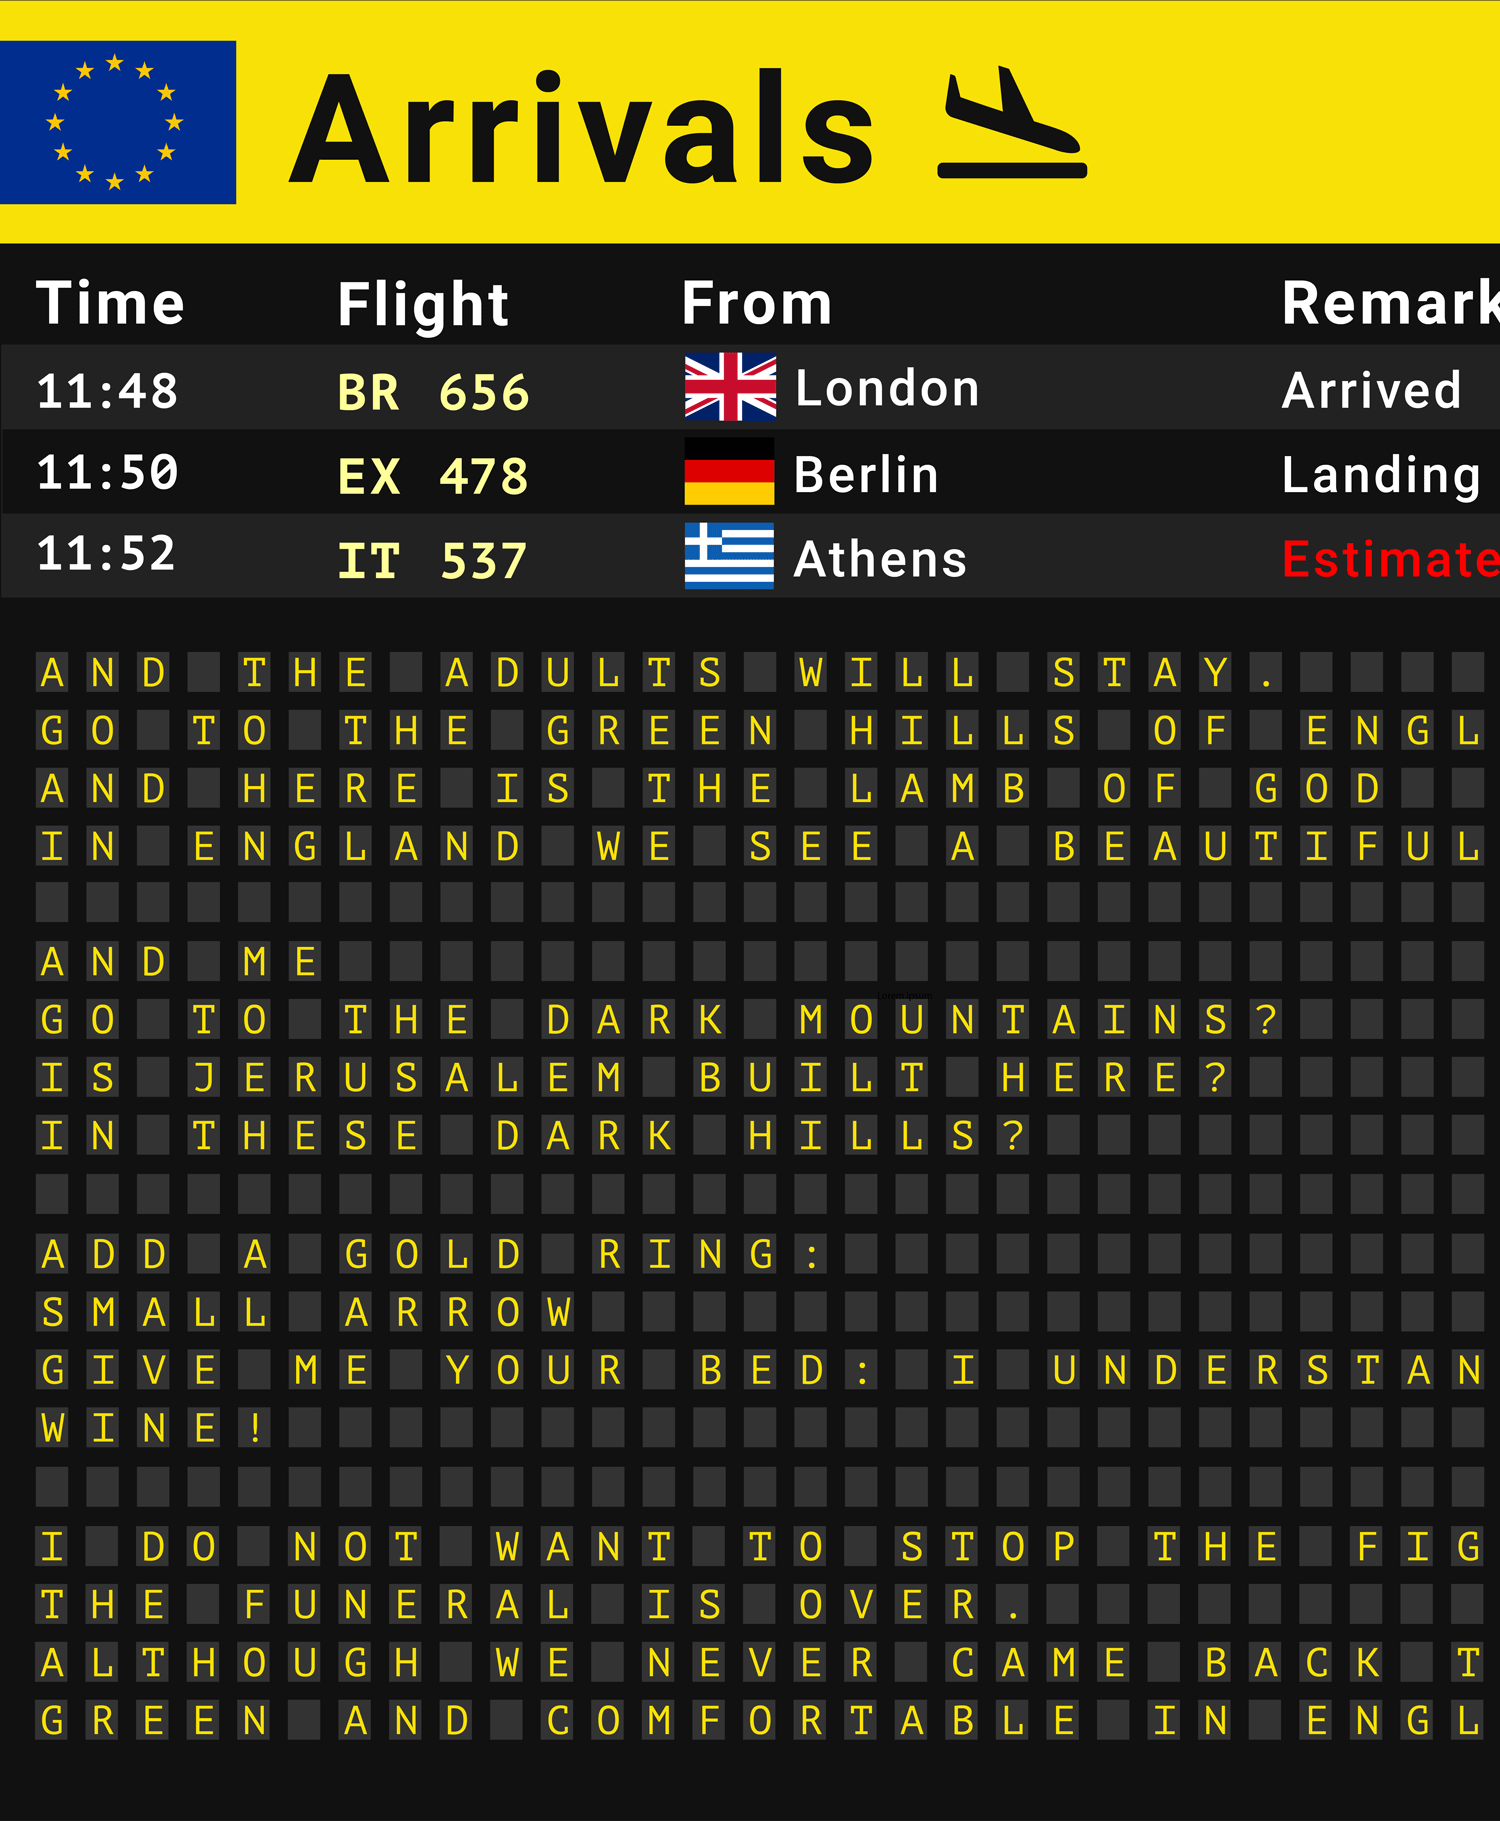 Arrivals
Time Flight From Remark
11:48 BR 656 London Arrived
11:50 EX 478 Berlin Landing
11:52 IT 537 Athens Estimate
AND THE ADULTS WILL STAY.
GO TO THE GREEN HILLS OF ENGL
AND HERE IS THE LAMB OF GOD
IN ENGLAND WE SEE A BEAUTIFUL
AND ME
GO TO THE DARK MOUNTAINS?
IS JERUSALEM BUILT HERE?
IN THESE DARK HILLS?
ADD A GOLD RING:
SMALL ARROW
GIVE ME YOUR BED: I UNDERSTAN
WINE!
I DO NOT WANT TO STOP THE FIG
THE FUNERAL IS OVER.
ALTHOUGH WE NEVER CAME BACK T
GREEN AND COMFORTABLE IN ENGL